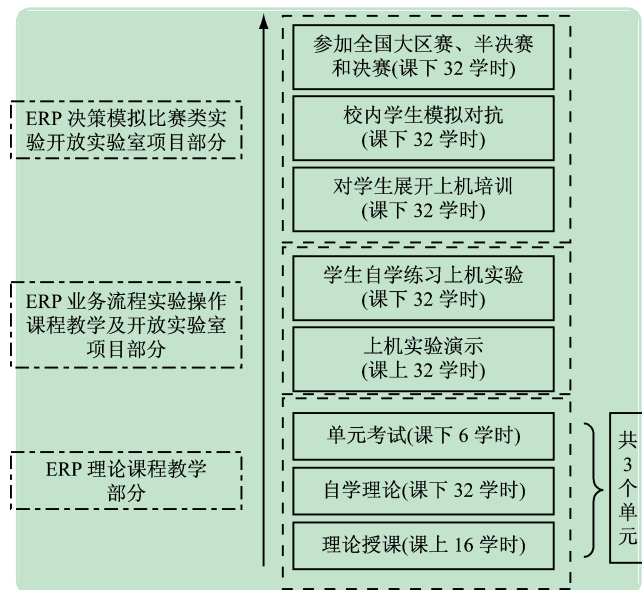 参加全国大区赛、半决赛
和决赛(课下 32 学时)
ERP 决策模拟比赛类实
验开放实验室项目部分
校内学生模拟对抗
(课下 32 学时)
对学生展开上机培训
(课下 32 学时)
ERP 业务流程实验操作
课程教学及开放实验室
项目部分
学生自学练习上机实验
(课下 32 学时)
上机实验演示
(课上 32 学时)
ERP 理论课程教学
部分
单元考试(课下 6 学时)
自学理论(课下 32 学时)
理论授课(课上 16 学时)
共
3
个
单
元